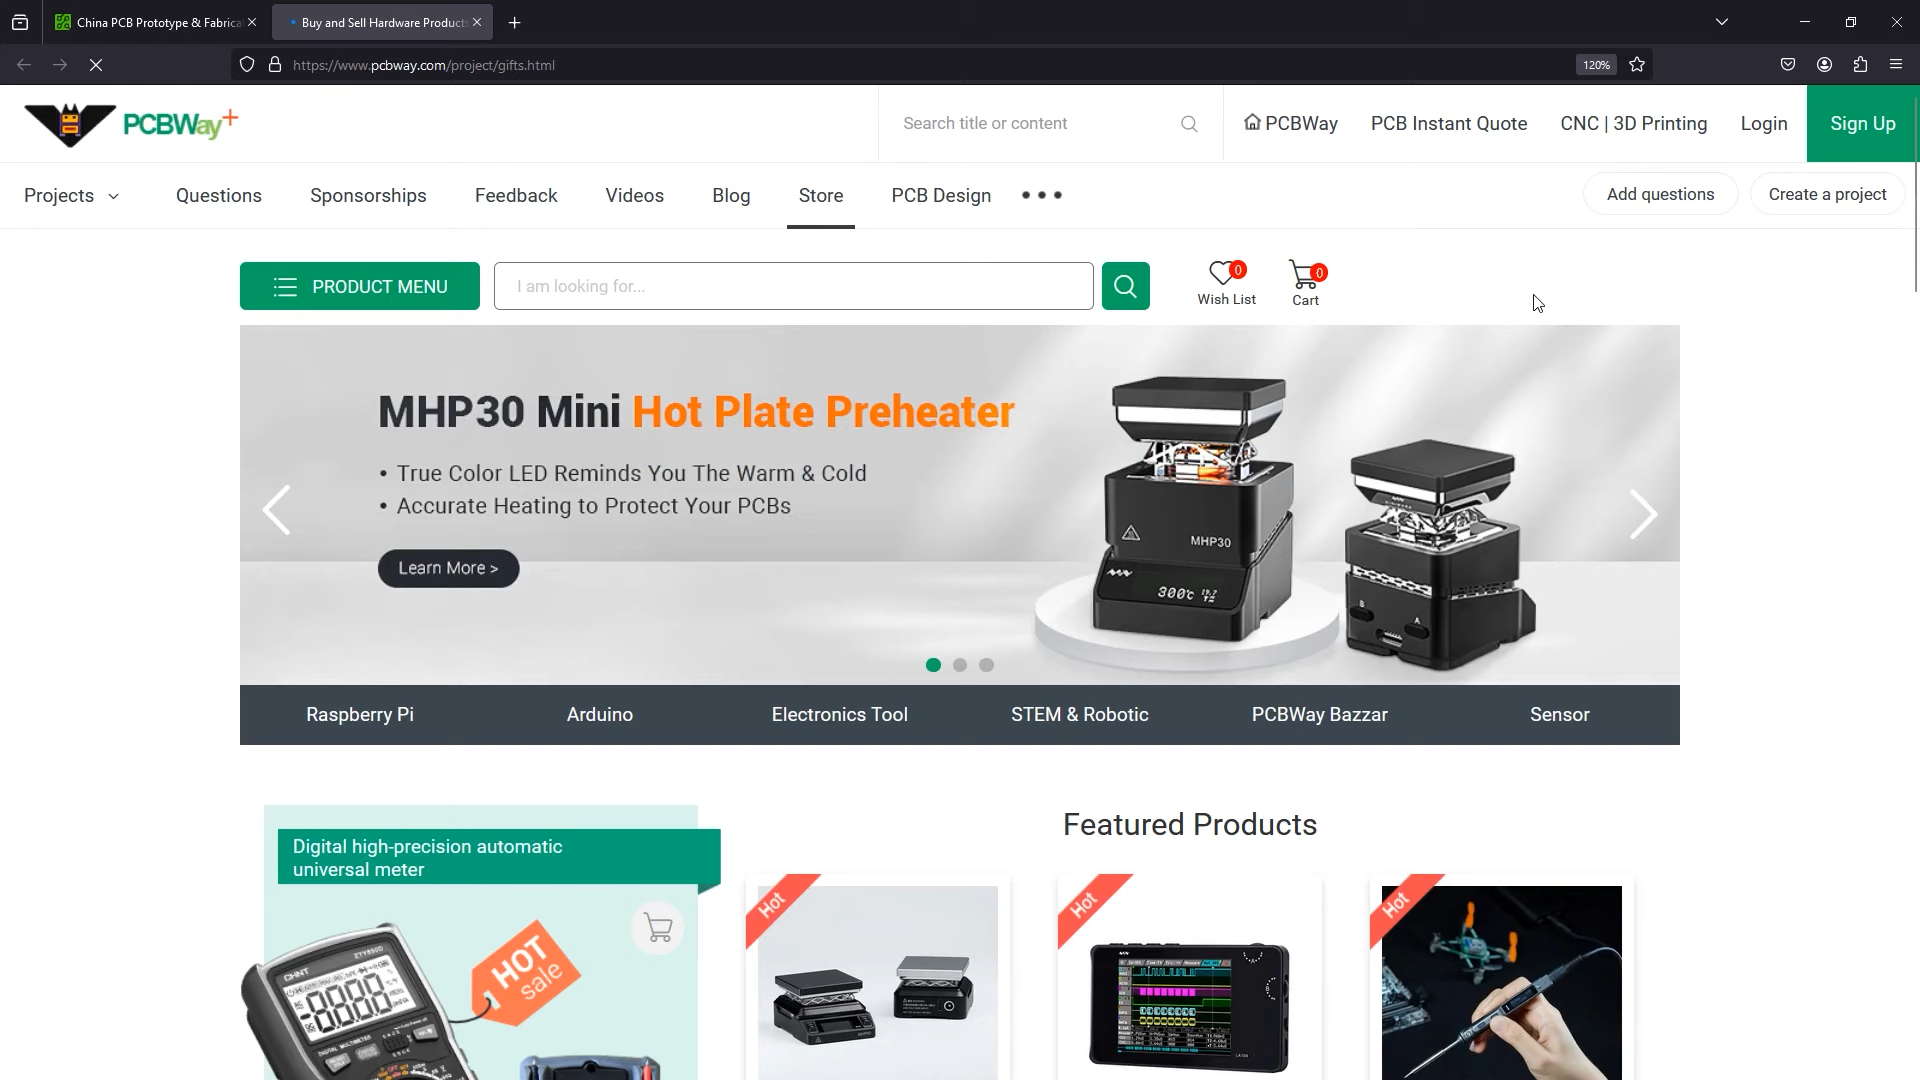 China PCB Prototype & Fabrica
Buy and Sell Hardware Products
https://www.pcbway.com/project/gifts.html
120%
PCBWay+
Search title or content
PCBWay
PCB Instant Quote
CNC | 3D Printing
Login
Sign Up
Projects
Questions
Sponsorships
Feedback
Videos
Blog
Store
PCB Design
Add questions
Create a project
PRODUCT MENU
I am looking for...
0
Wish List
0
Cart
MHP30 Mini Hot Plate Preheater
• True Color LED Reminds You The Warm & Cold
• Accurate Heating to Protect Your PCBs
Learn More >
MHP30
300℃
B
A
Raspberry Pi
Arduino
Electronics Tool
STEM & Robotic
PCBWay Bazzar
Sensor
Digital high-precision automatic
universal meter
Featured Products
Hot
Hot
Hot
HOT
sale
CHNT
DIGITAL MULTIMETER